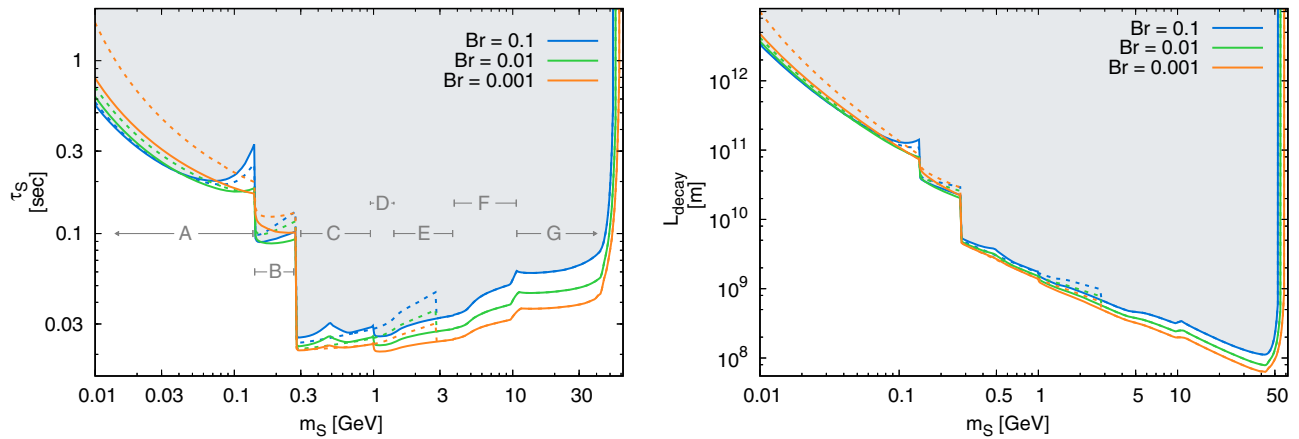 Br = 0.1
Br = 0.01
Br = 0.001
1
0.3
0.1
0.03
τS
[sec]
A
B
C
D
E
F
G
0.01
0.1
0.3
1
3
10
30
mS [GeV]
Br = 0.1
Br = 0.01
Br = 0.001
10^12
10^11
10^10
10^9
10^8
Ldecay
[m]
0.01
0.1
0.5
1
5
10
50
mS [GeV]